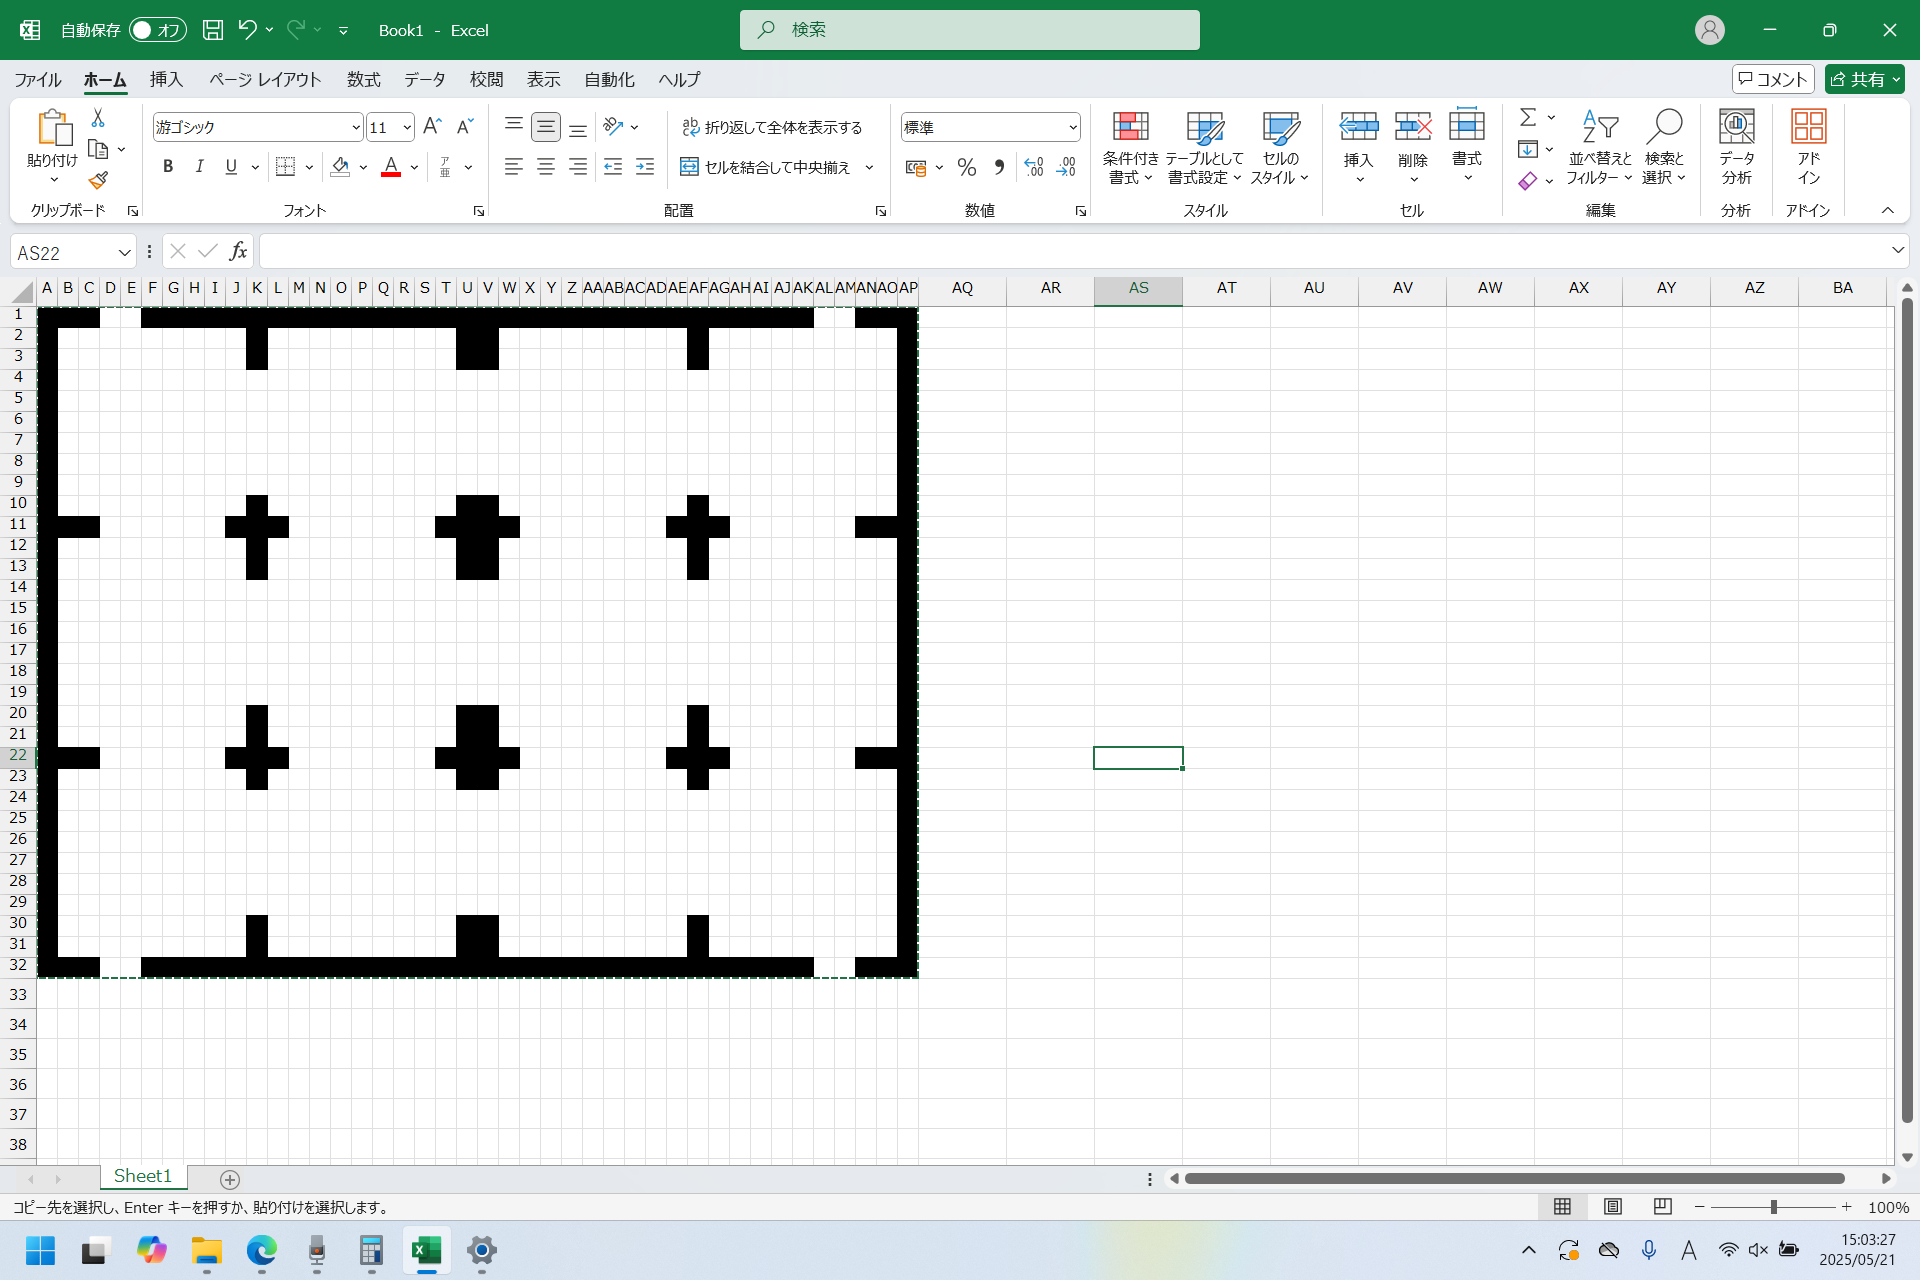 自動保存 オフ Book1 - Excel 検索
ファイル ホーム 挿入 ページ レイアウト 数式 データ 校閲 表示 自動化 ヘルプ コメント 共有
貼り付け
クリップボード
游ゴシック 11
B I U A ア亜
フォント
ab 折り返して全体を表示する
セルを結合して中央揃え
配置
標準
% , .00 .00
数値
条件付き書式 テーブルとして書式設定 セルのスタイル
スタイル
挿入 削除 書式
セル
並べ替えとフィルター 検索と選択
編集
データ分析
分析
アドイン
アドイン
AS22 fx
A B C D E F G H I J K L M N O P Q R S T U V W X Y Z AA AB AC AD AE AF AG AH AI AJ AK AL AM AN AO AP AQ AR AS AT AU AV AW AX AY AZ BA
1
2
3
4
5
6
7
8
9
10
11
12
13
14
15
16
17
18
19
20
21
22
23
24
25
26
27
28
29
30
31
32
33
34
35
36
37
38
Sheet1
コピー先を選択し、Enter キーを押すか、貼り付けを選択します。 100%
A 15:03:27
2025/05/21